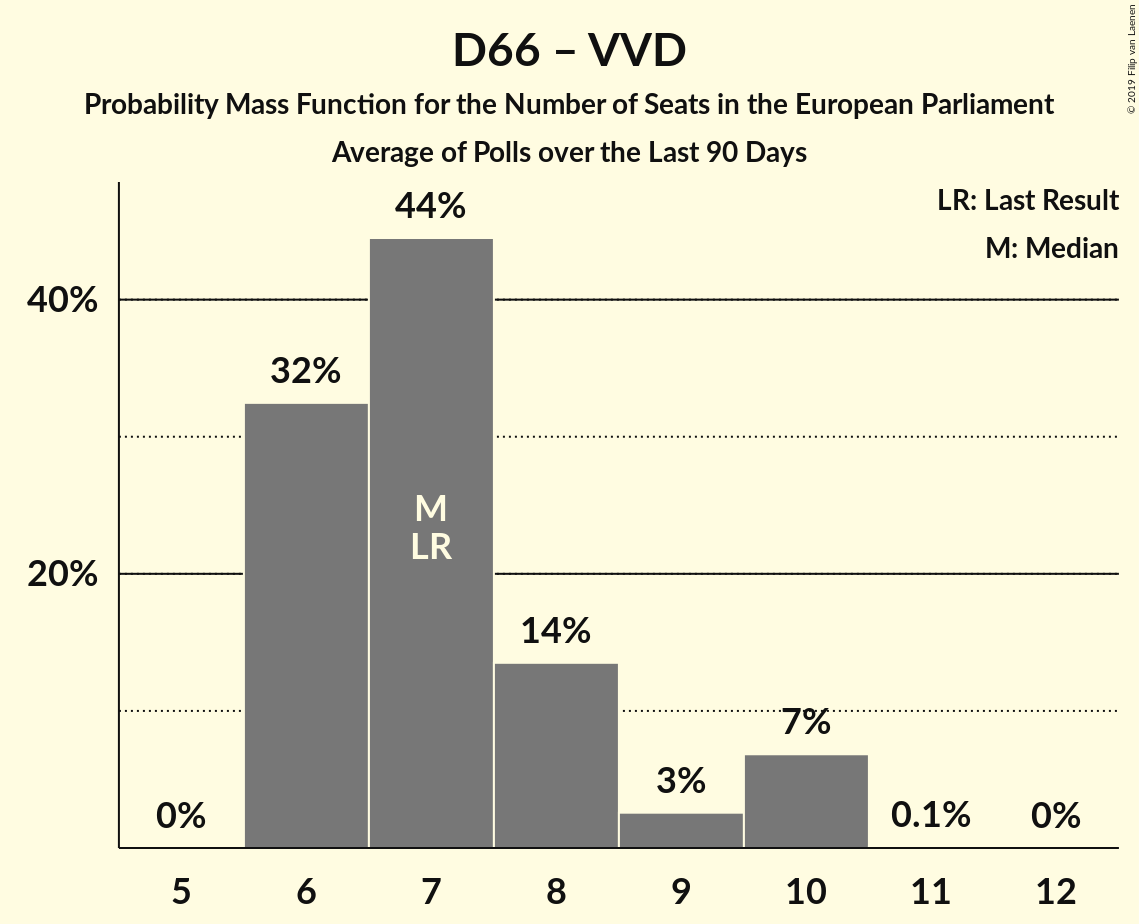 D66 – VVD
Probability Mass Function for the Number of Seats in the European Parliament
Average of Polls over the Last 90 Days
© 2019 Filip van Laenen
LR: Last Result
M: Median
44%
40%
32%
M
LR
20%
14%
7%
3%
0%
0.1%
0%
5 6 7 8 9 10 11 12